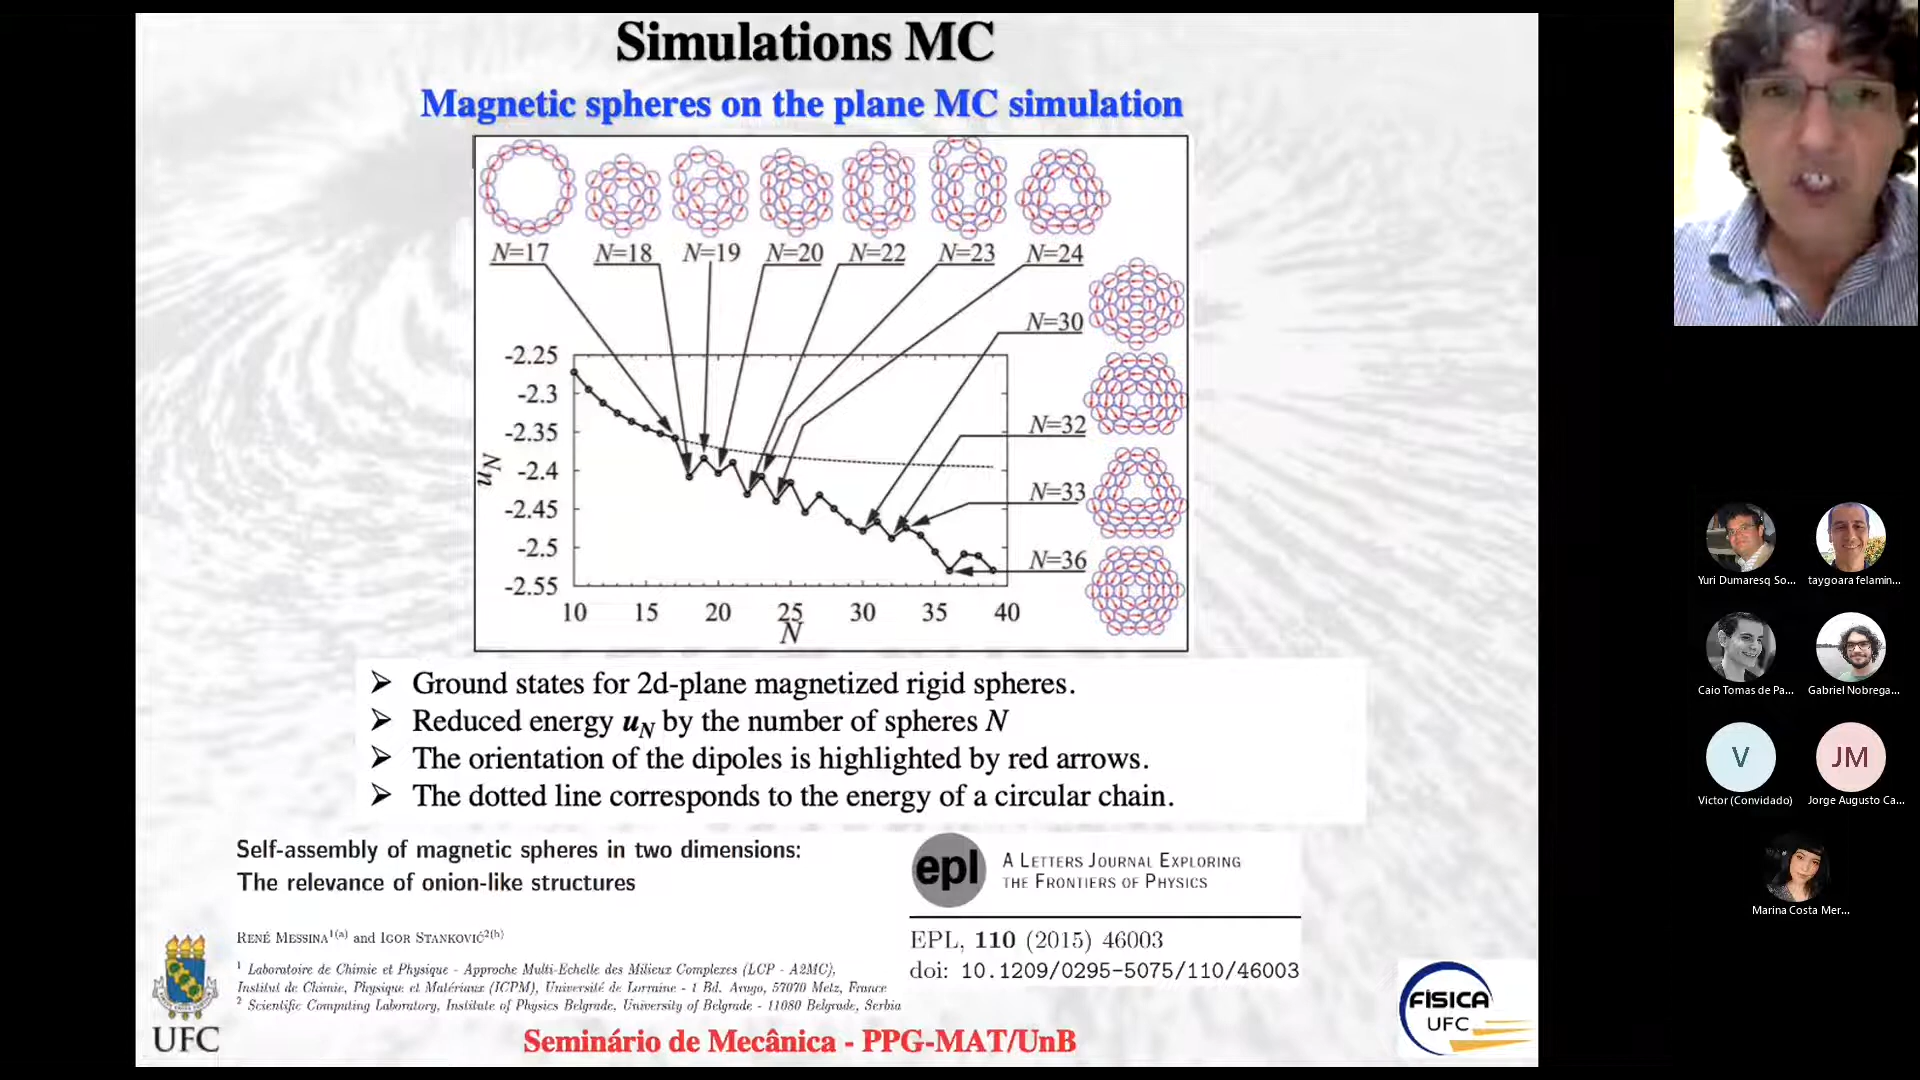 Simulations MC
Magnetic spheres on the plane MC simulation
N=17 N=18 N=19 N=20 N=22 N=23 N=24
N=30
N=32
N=33
N=36
-2.25
-2.3
-2.35
-2.4
-2.45
-2.5
-2.55
u_N
10 15 20 25 30 35 40
N
➢ Ground states for 2d-plane magnetized rigid spheres.
➢ Reduced energy u_N by the number of spheres N
➢ The orientation of the dipoles is highlighted by red arrows.
➢ The dotted line corresponds to the energy of a circular chain.
Self-assembly of magnetic spheres in two dimensions:
The relevance of onion-like structures
René Messina1(a) and Igor Stanković2(b)
1 Laboratoire de Chimie et Physique - Approche Multi-Echelle des Milieux Complexes (LCP - A2MC),
Institut de Chimie, Physique et Matériaux (ICPM), Université de Lorraine - 1 Bd. Arago, 57070 Metz, France
2 Scientific Computing Laboratory, Institute of Physics Belgrade, University of Belgrade - 11080 Belgrade, Serbia
epl
A Letters Journal Exploring
the Frontiers of Physics
EPL, 110 (2015) 46003
doi: 10.1209/0295-5075/110/46003
UFC
Seminário de Mecânica - PPG-MAT/UnB
FÍSICA
UFC
Yuri Dumaresq So...
taygoara felamin...
Caio Tomas de Pa...
Gabriel Nobrega...
V
JM
Victor (Convidado)
Jorge Augusto Ca...
Marina Costa Mer...